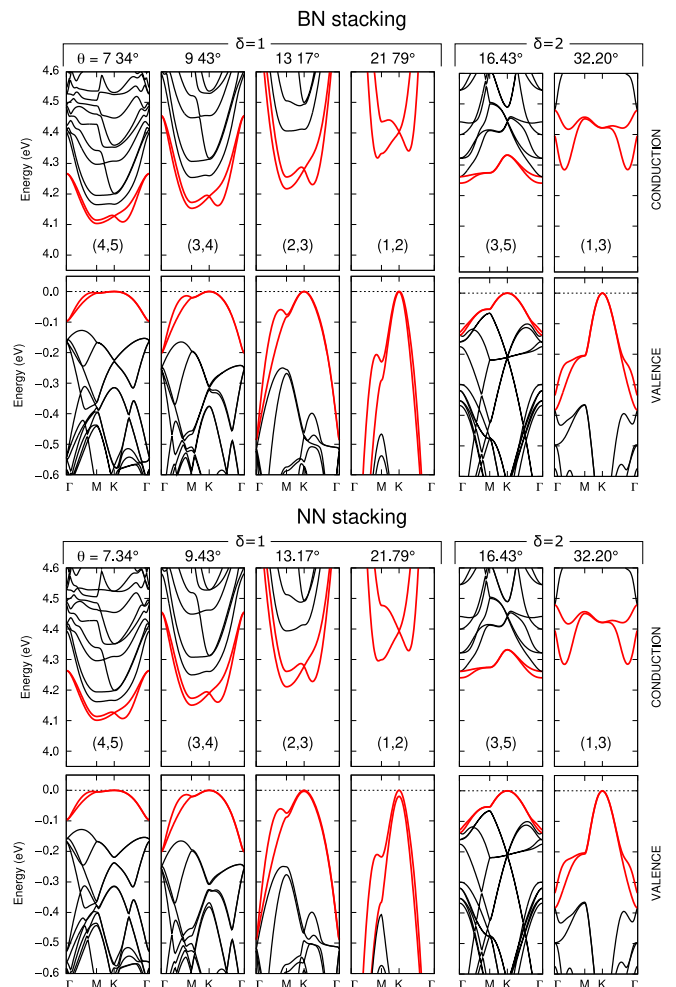 BN stacking
δ=1 δ=2
θ = 7 34° 9 43° 13 17° 21.79° 16.43° 32.20°
4.6
4.5
4.4
4.3
4.2
4.1
4.0
Energy (eV)
CONDUCTION
(4,5) (3,4) (2,3) (1,2) (3,5) (1,3)
0.0
−0.1
−0.2
−0.3
−0.4
−0.5
−0.6
Energy (eV)
VALENCE
Γ M K Γ Γ M K Γ Γ M K Γ Γ M K Γ Γ M K Γ Γ M K Γ
NN stacking
δ=1 δ=2
θ = 7.34° 9.43° 13.17° 21.79° 16.43° 32.20°
4.6
4.5
4.4
4.3
4.2
4.1
4.0
Energy (eV)
CONDUCTION
(4,5) (3,4) (2,3) (1,2) (3,5) (1,3)
0.0
−0.1
−0.2
−0.3
−0.4
−0.5
−0.6
Energy (eV)
VALENCE
Γ M K Γ Γ M K Γ Γ M K Γ Γ M K Γ Γ M K Γ Γ M K Γ